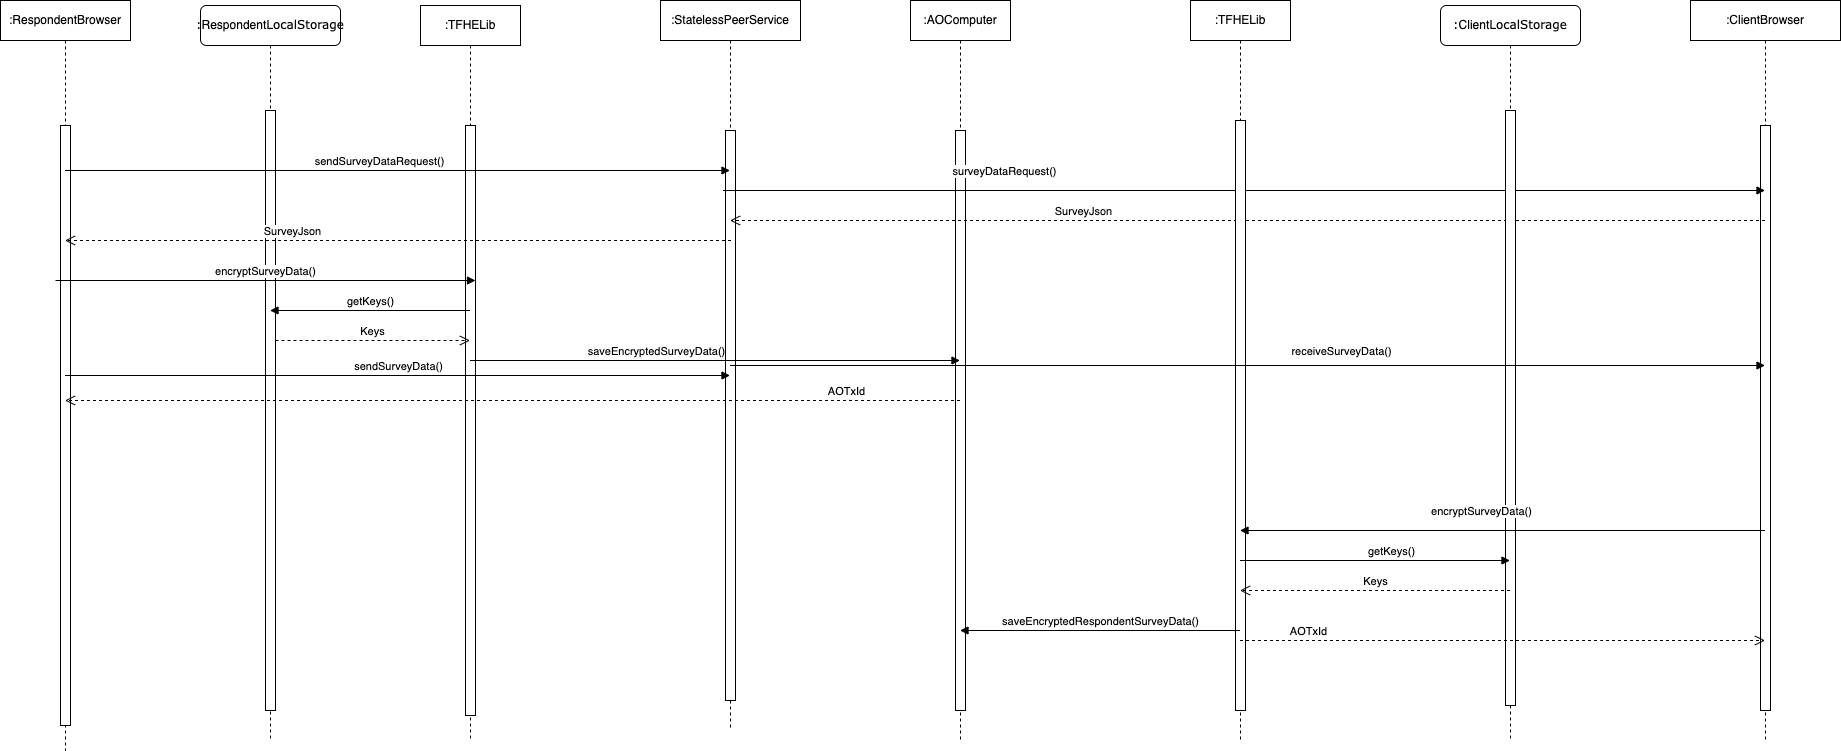 :RespondentBrowser
:RespondentLocalStorage
:TFHELib
:StatelessPeerService
:AOComputer
:TFHELib
:ClientLocalStorage
:ClientBrowser
sendSurveyDataRequest()
surveyDataRequest()
SurveyJson
SurveyJson
encryptSurveyData()
getKeys()
Keys
saveEncryptedSurveyData()
receiveSurveyData()
sendSurveyData()
AOTxId
encryptSurveyData()
getKeys()
Keys
saveEncryptedRespondentSurveyData()
AOTxId